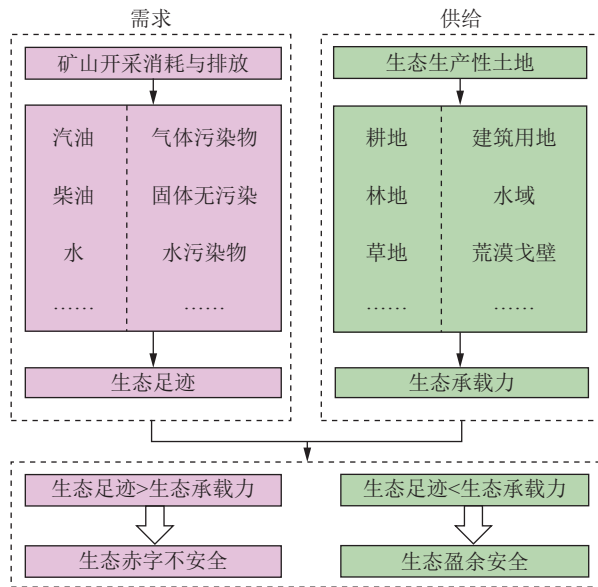 需求
矿山开采消耗与排放
汽油 气体污染物
柴油 固体无污染
水 水污染物
…… ……
生态足迹
供给
生态生产性土地
耕地 建筑用地
林地 水域
草地 荒漠戈壁
…… ……
生态承载力
生态足迹>生态承载力
生态赤字不安全
生态足迹<生态承载力
生态盈余安全